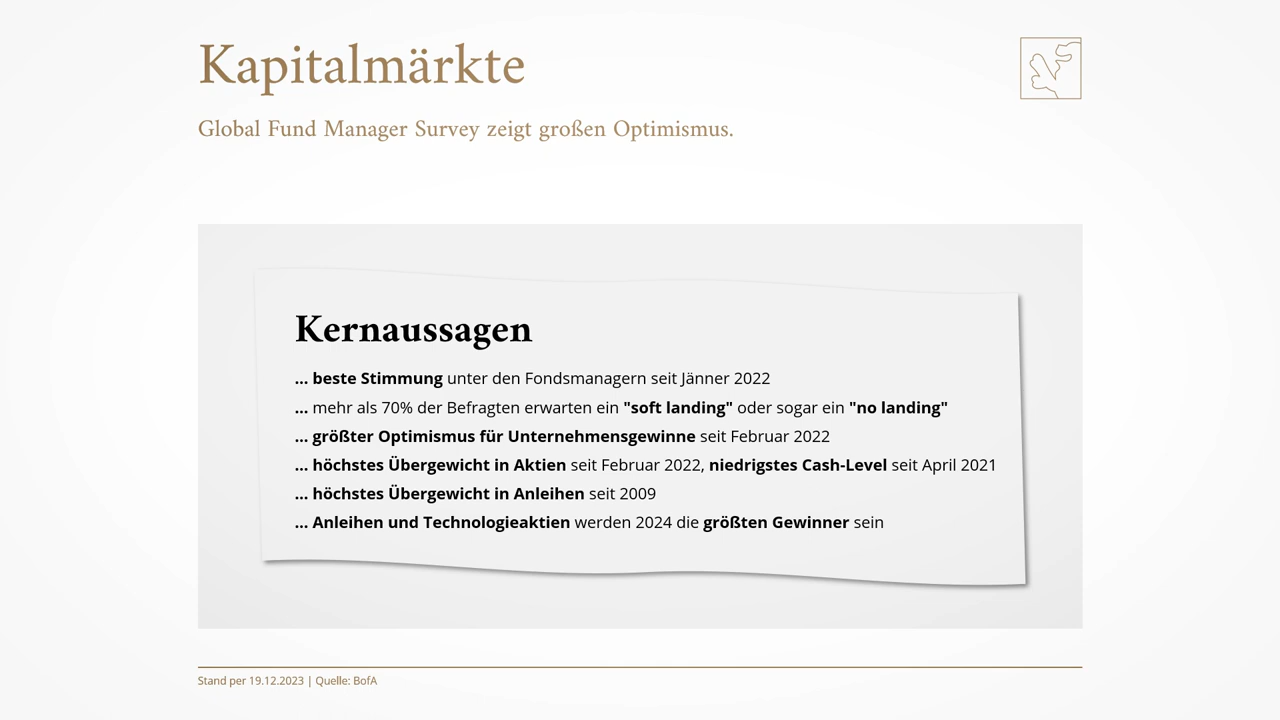 Kapitalmärkte
Global Fund Manager Survey zeigt großen Optimismus.
Kernaussagen
... beste Stimmung unter den Fondsmanagern seit Jänner 2022
... mehr als 70% der Befragten erwarten ein "soft landing" oder sogar ein "no landing"
... größter Optimismus für Unternehmensgewinne seit Februar 2022
... höchstes Übergewicht in Aktien seit Februar 2022, niedrigstes Cash-Level seit April 2021
... höchstes Übergewicht in Anleihen seit 2009
... Anleihen und Technologieaktien werden 2024 die größten Gewinner sein
Stand per 19.12.2023 | Quelle: BofA